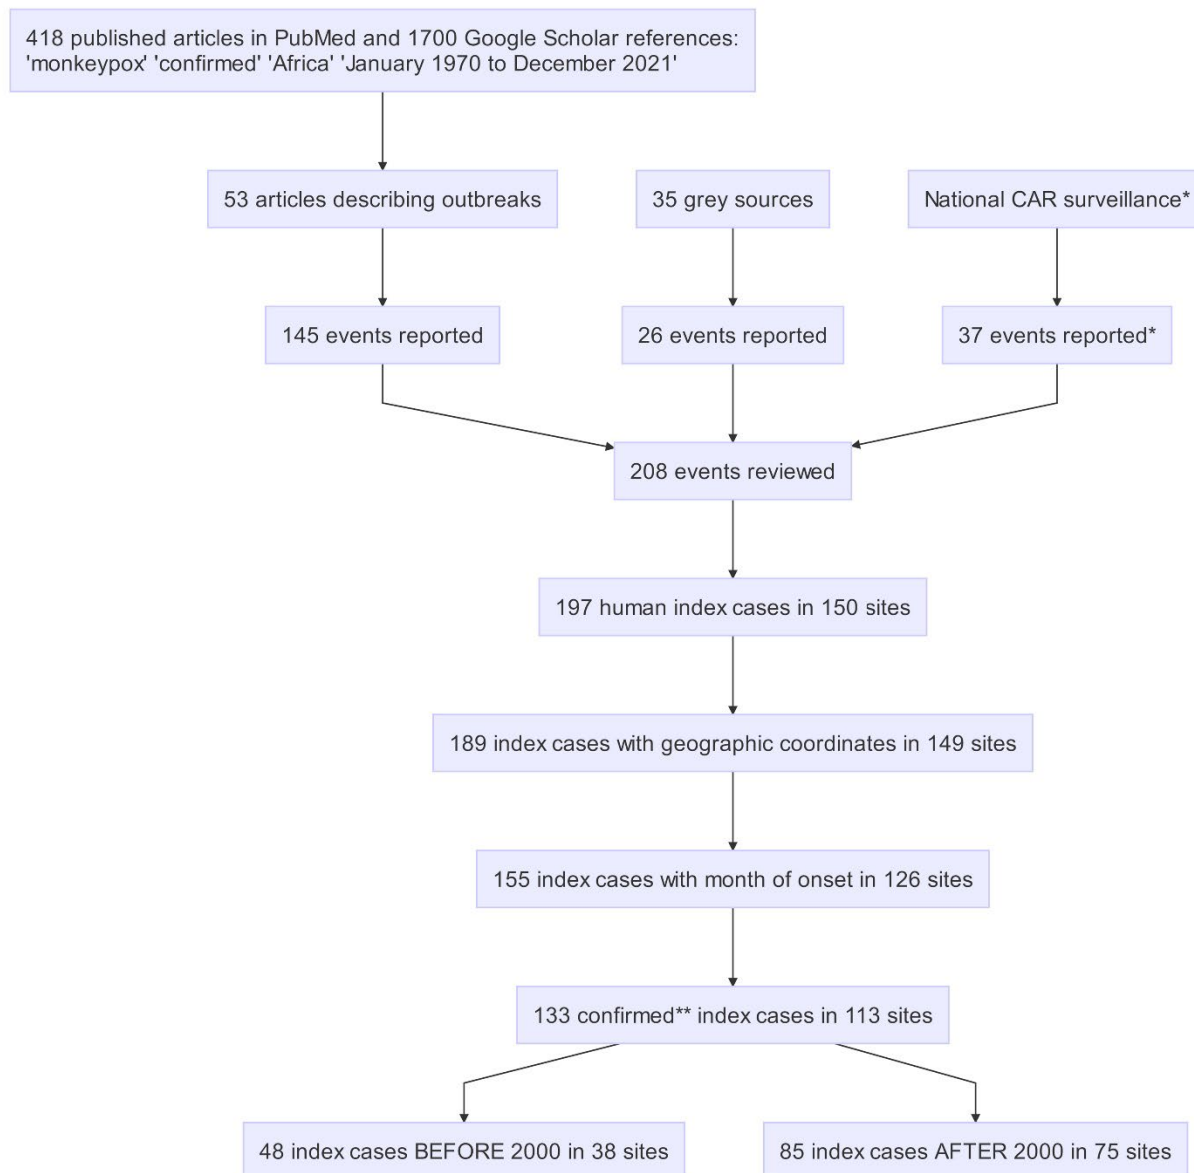 418 published articles in PubMed and 1700 Google Scholar references:
'monkeypox' 'confirmed' 'Africa' 'January 1970 to December 2021'
53 articles describing outbreaks
35 grey sources
National CAR surveillance*
145 events reported
26 events reported
37 events reported*
208 events reviewed
197 human index cases in 150 sites
189 index cases with geographic coordinates in 149 sites
155 index cases with month of onset in 126 sites
133 confirmed** index cases in 113 sites
48 index cases BEFORE 2000 in 38 sites
85 index cases AFTER 2000 in 75 sites